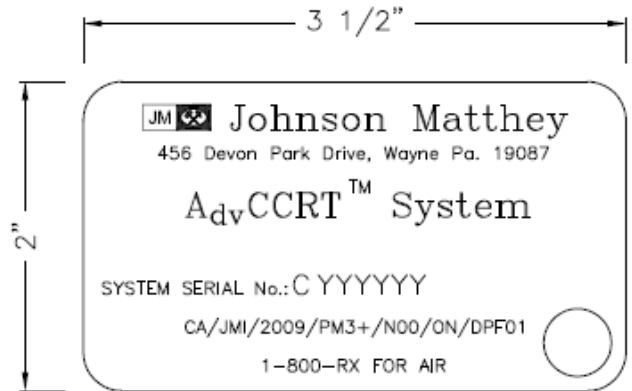 3 1/2"
2"
JM Johnson Matthey
456 Devon Park Drive, Wayne Pa. 19087
AdvCCRT™ System
SYSTEM SERIAL No.: C YYYYYY
CA/JMI/2009/PM3+/N00/ON/DPF01
1-800-RX FOR AIR